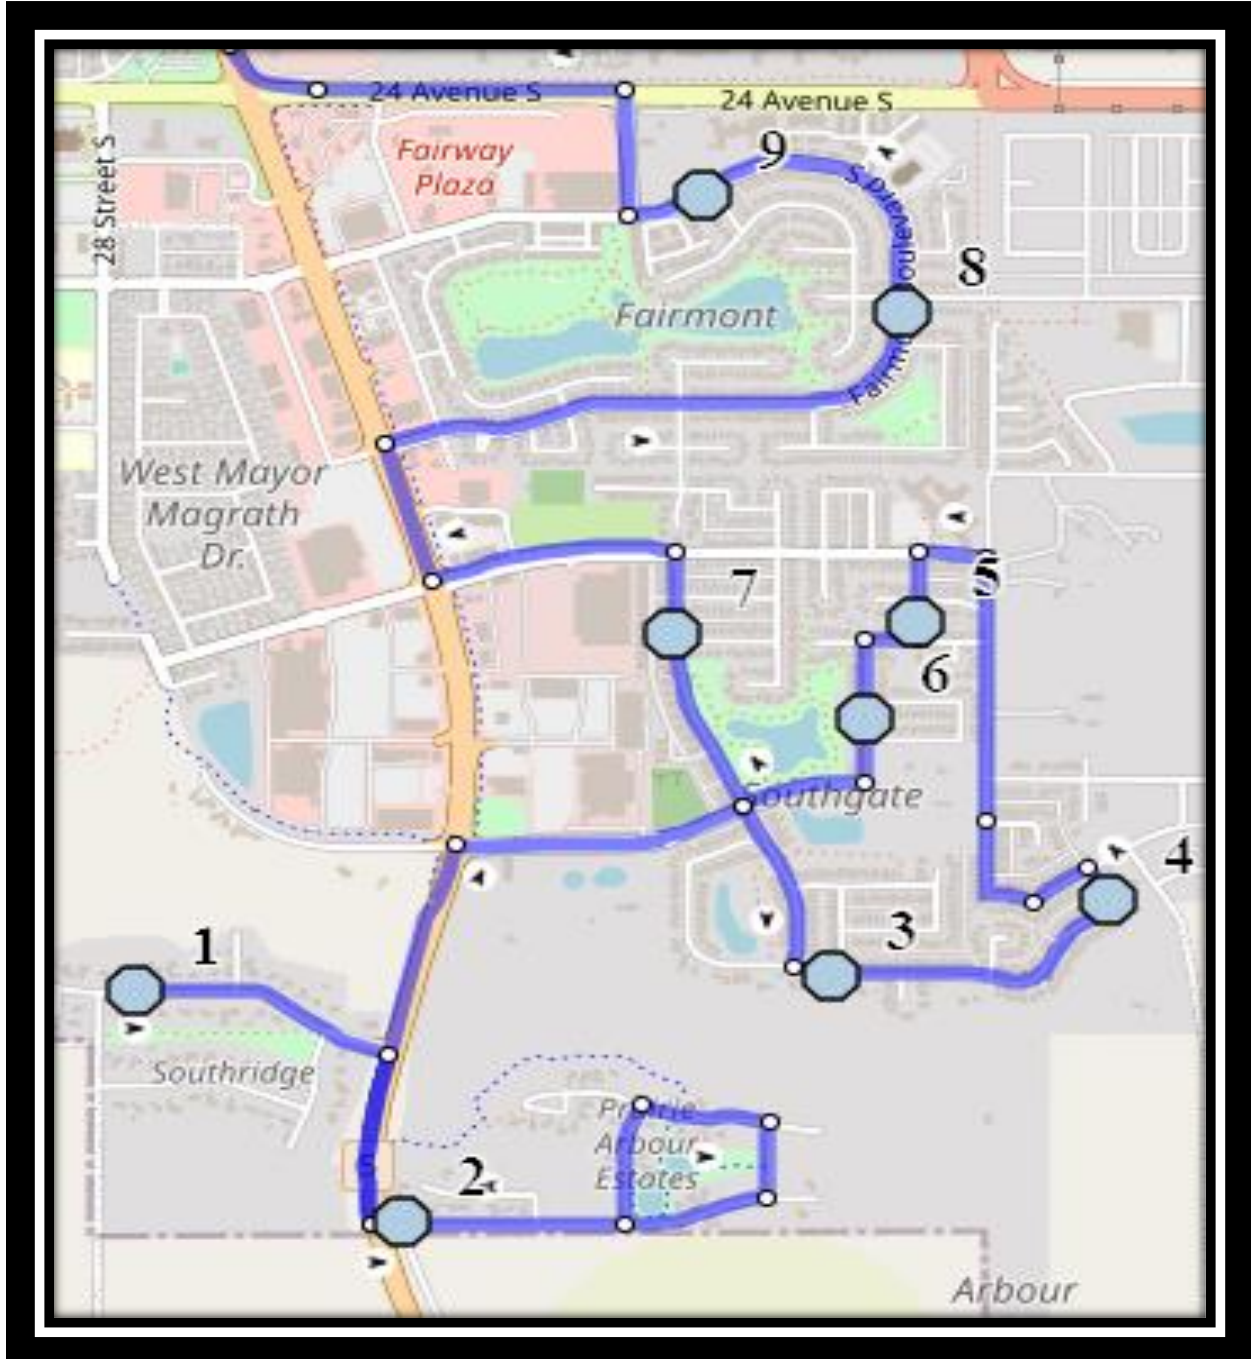 24 Avenue S
24 Avenue S
Fairway
Plaza
28 Street S
9
S
8
Fairmont
West Mayor
Magrath
Dr.
7
5
6
Southgate
4
3
1
Southridge
2
Prairie
Arbour
Estates
Arbour